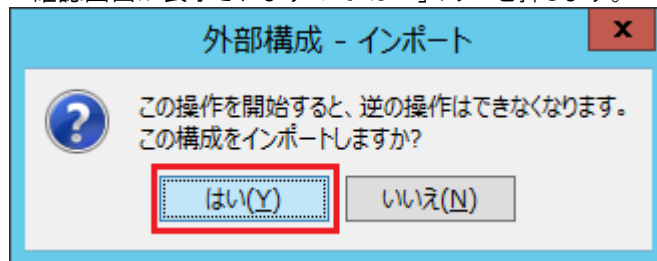 外部構成 - インポート
x
この操作を開始すると、逆の操作はできなくなります。
この構成をインポートしますか?
はい(Y) いいえ(N)